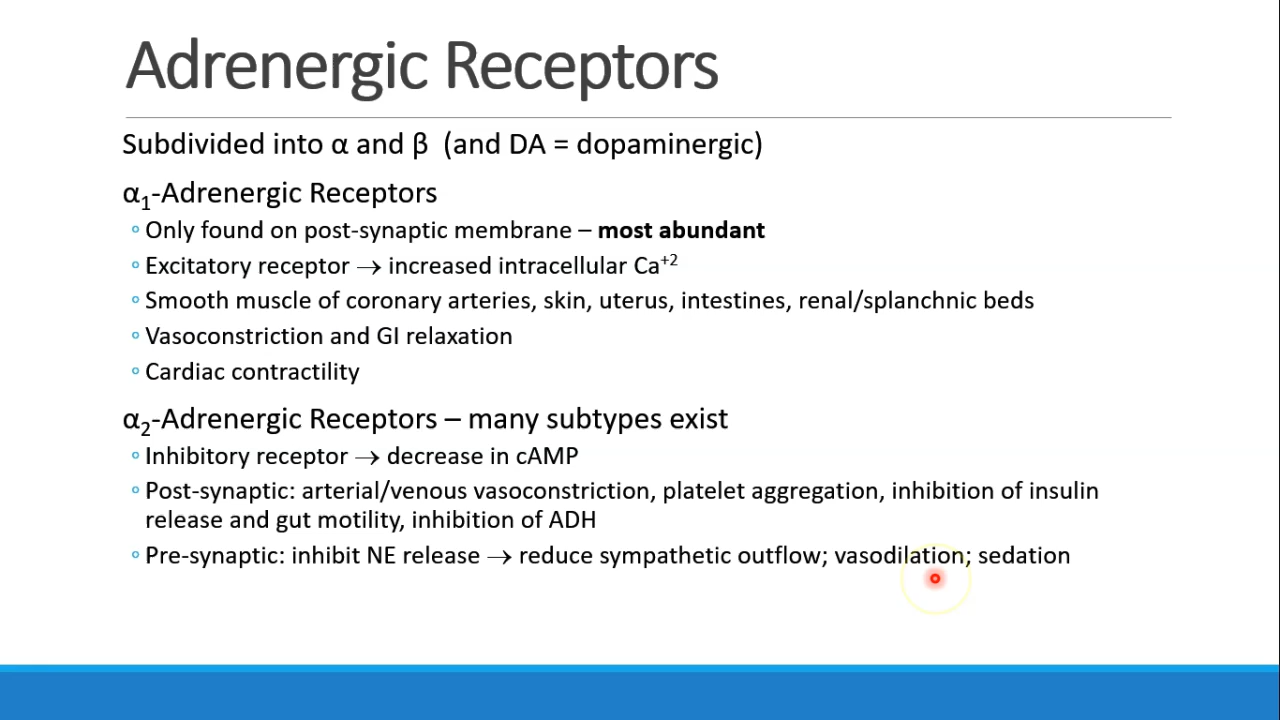 Adrenergic Receptors
Subdivided into α and β (and DA = dopaminergic)
α₁-Adrenergic Receptors
◦ Only found on post-synaptic membrane – most abundant
◦ Excitatory receptor → increased intracellular Ca⁺²
◦ Smooth muscle of coronary arteries, skin, uterus, intestines, renal/splanchnic beds
◦ Vasoconstriction and GI relaxation
◦ Cardiac contractility
α₂-Adrenergic Receptors – many subtypes exist
◦ Inhibitory receptor → decrease in cAMP
◦ Post-synaptic: arterial/venous vasoconstriction, platelet aggregation, inhibition of insulin
release and gut motility, inhibition of ADH
◦ Pre-synaptic: inhibit NE release → reduce sympathetic outflow; vasodilation; sedation